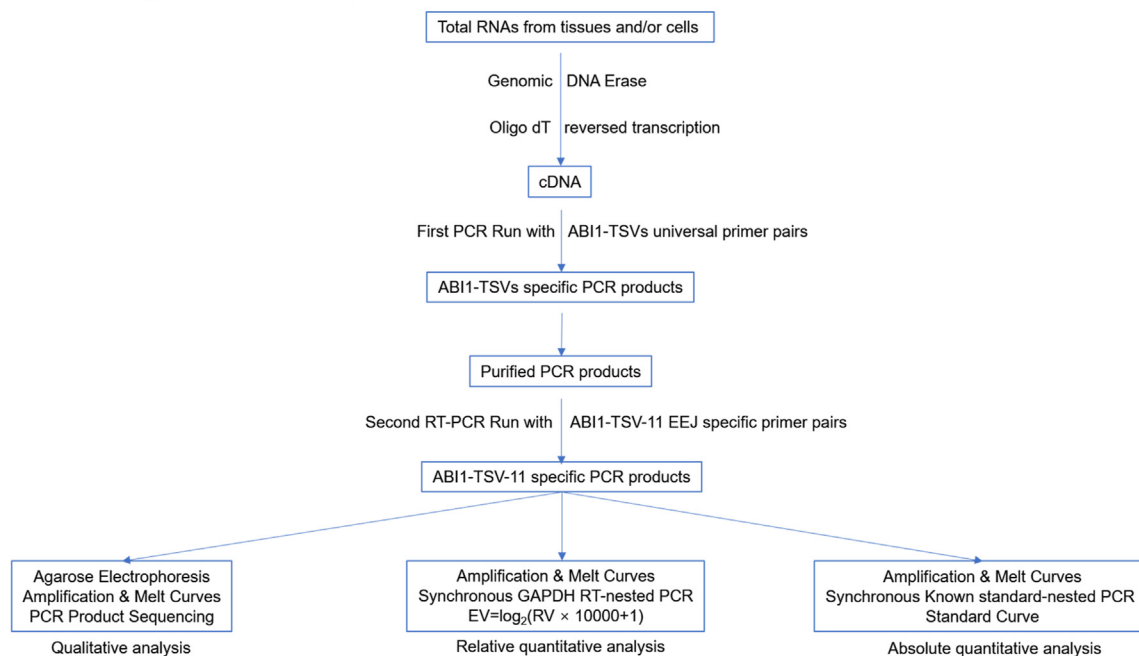 Total RNAs from tissues and/or cells
Genomic DNA Erase
Oligo dT reversed transcription
cDNA
First PCR Run with ABI1-TSVs universal primer pairs
ABI1-TSVs specific PCR products
Purified PCR products
Second RT-PCR Run with ABI1-TSV-11 EEJ specific primer pairs
ABI1-TSV-11 specific PCR products
Agarose Electrophoresis
Amplification & Melt Curves
PCR Product Sequencing
Qualitative analysis
Amplification & Melt Curves
Synchronous GAPDH RT-nested PCR
EV=log₂(RV × 10000+1)
Relative quantitative analysis
Amplification & Melt Curves
Synchronous Known standard-nested PCR
Standard Curve
Absolute quantitative analysis